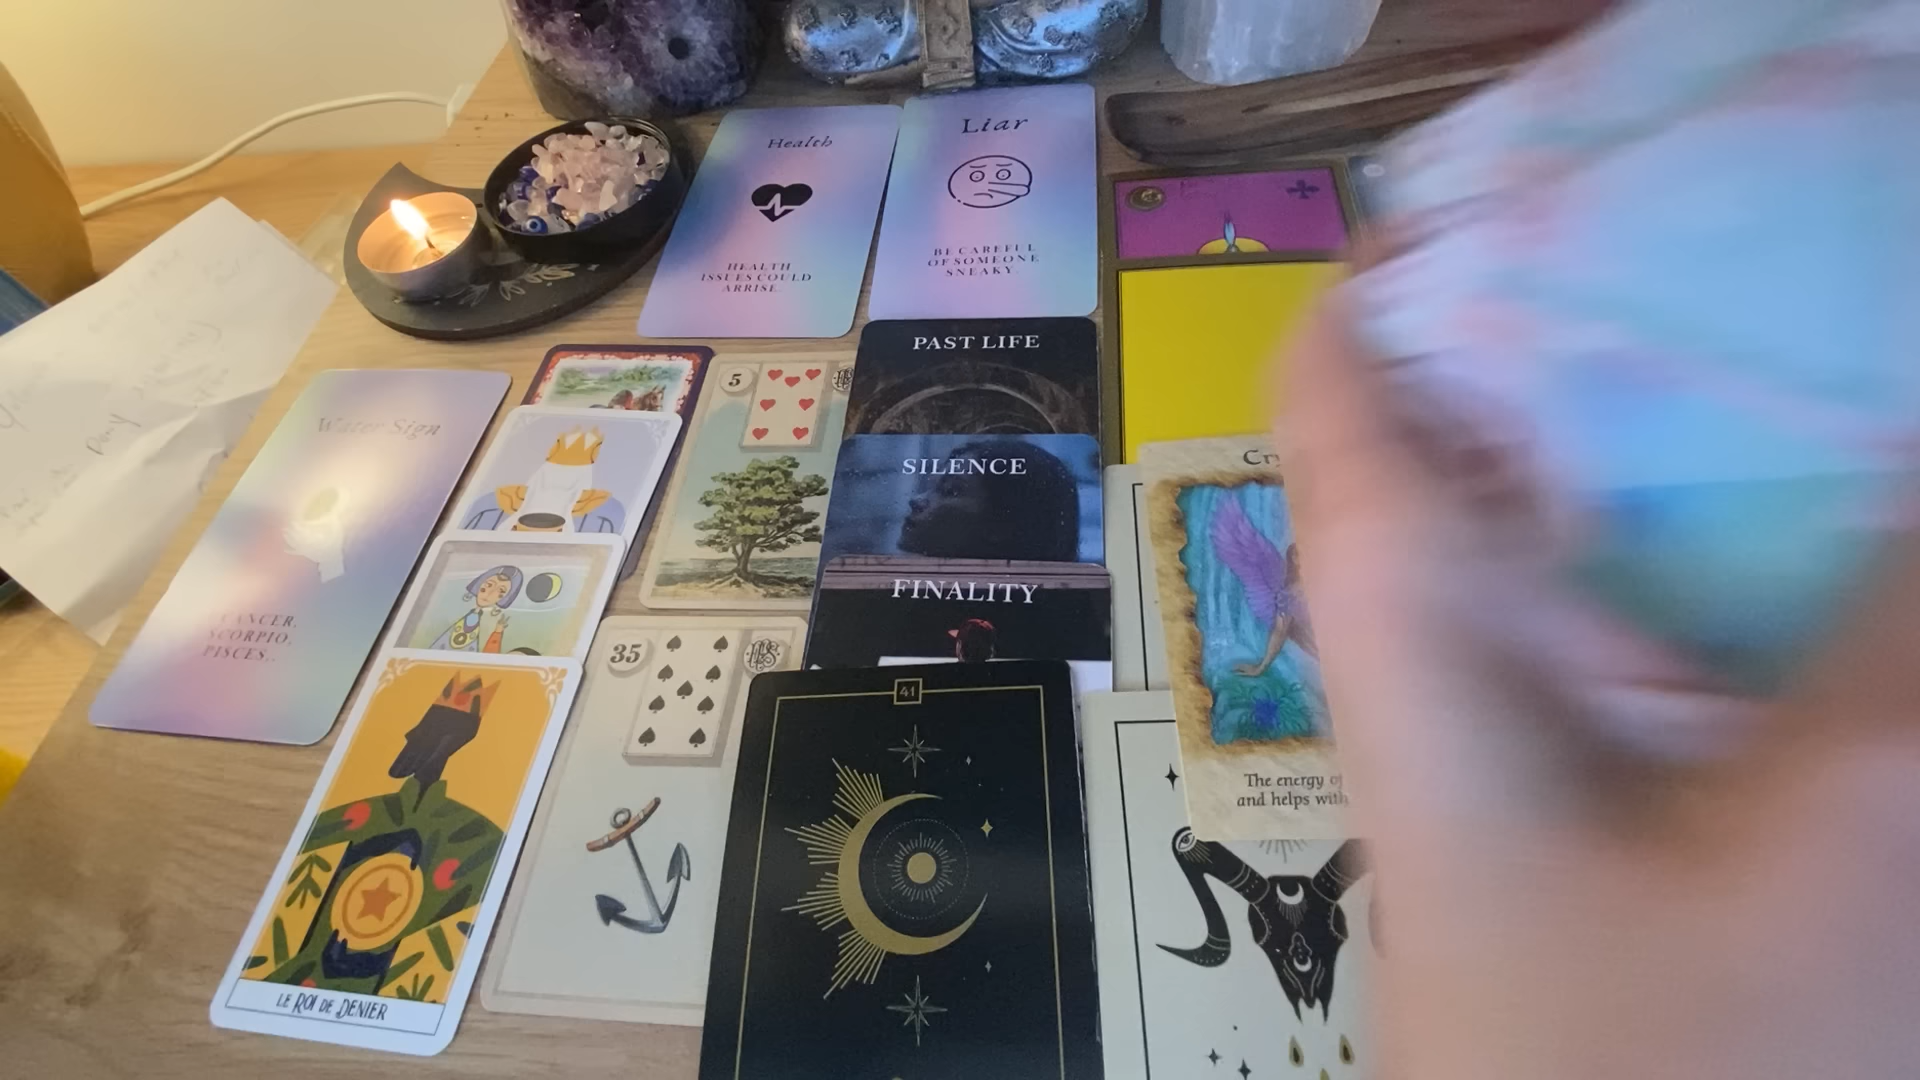 Health
HEALTH
ISSUES COULD
ARRISE.
Liar
BE CAREFUL
OF SOMEONE
SNEAKY.
PAST LIFE
SILENCE
FINALITY
Water Sign
CANCER,
SCORPIO,
PISCES..
5
35
41
LE ROI DE DENIER
The energy
and helps with